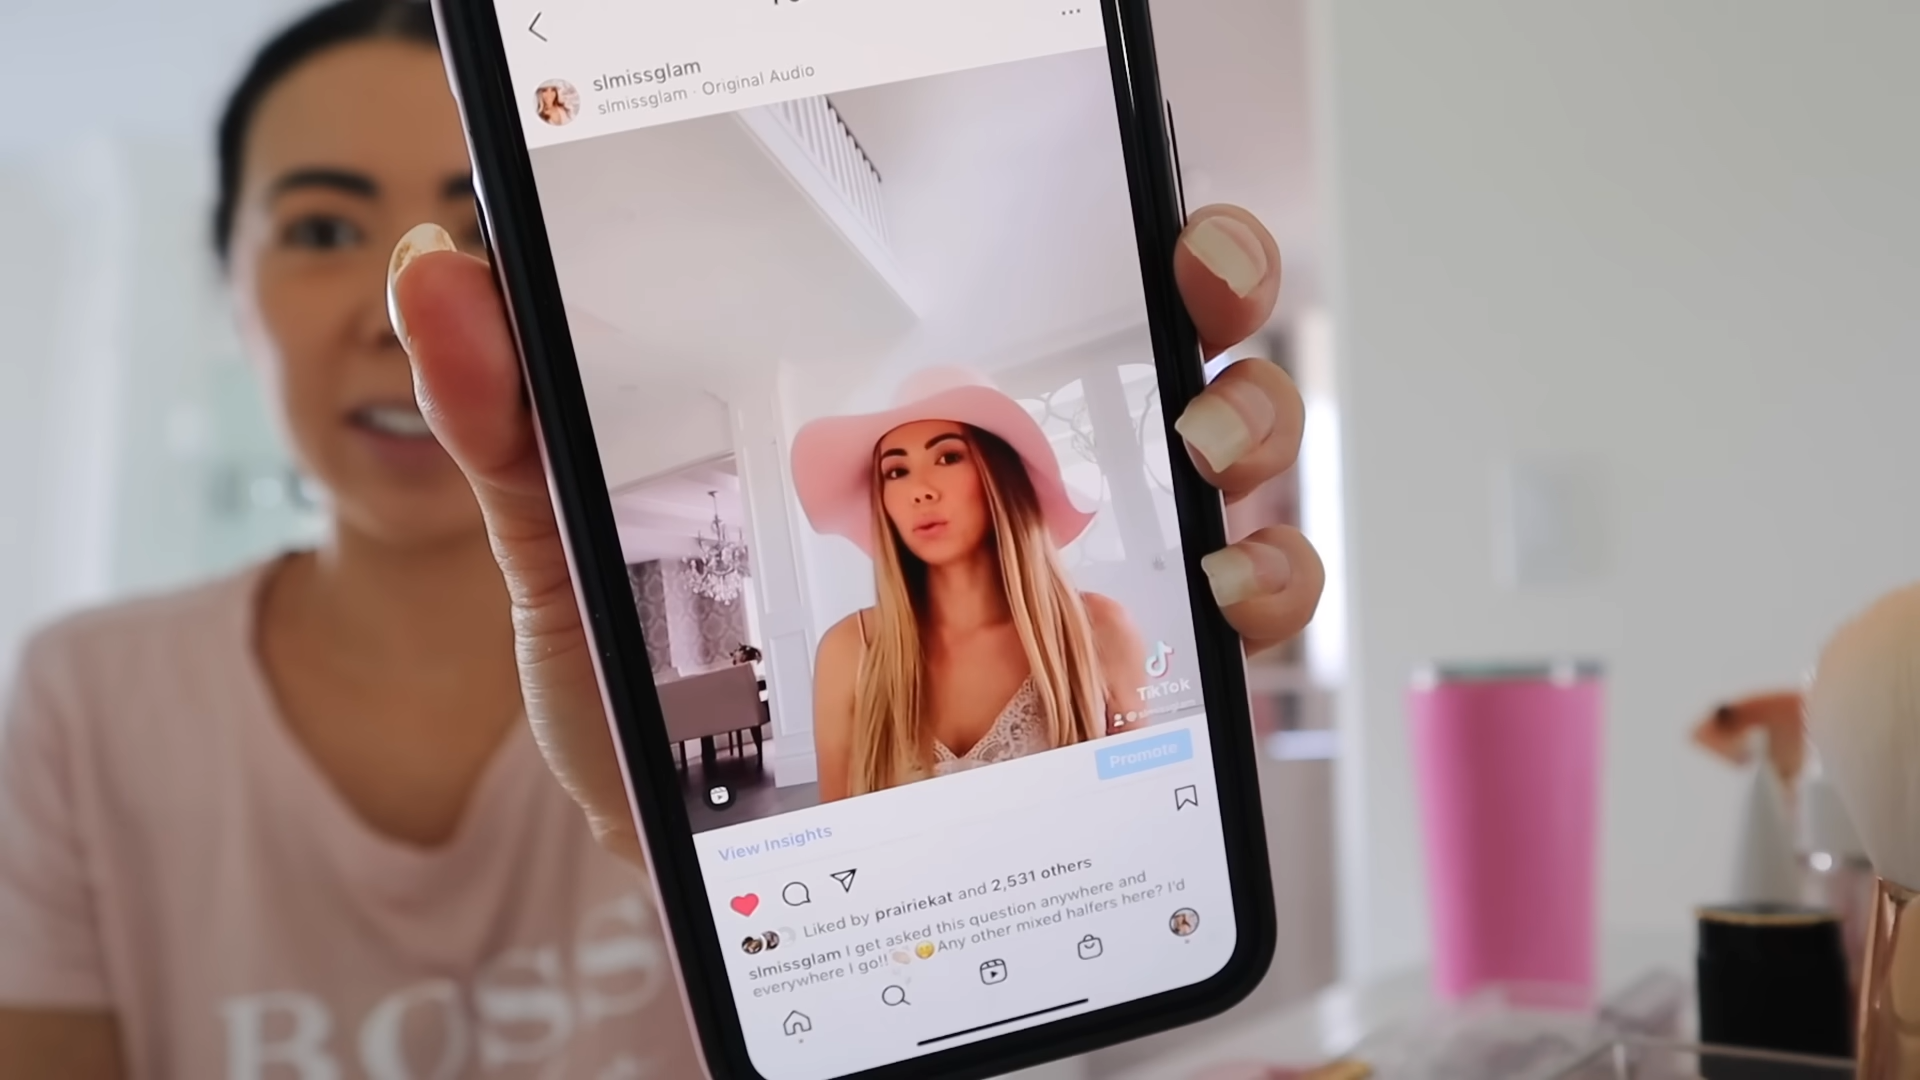 slmissglam
slmissglam · Original Audio
TikTok
Promote
View Insights
Liked by prairiekat and 2,531 others
slmissglam I get asked this question anywhere and
everywhere I go!!👏🏻😊Any other mixed halfers here? I'd
BOSS